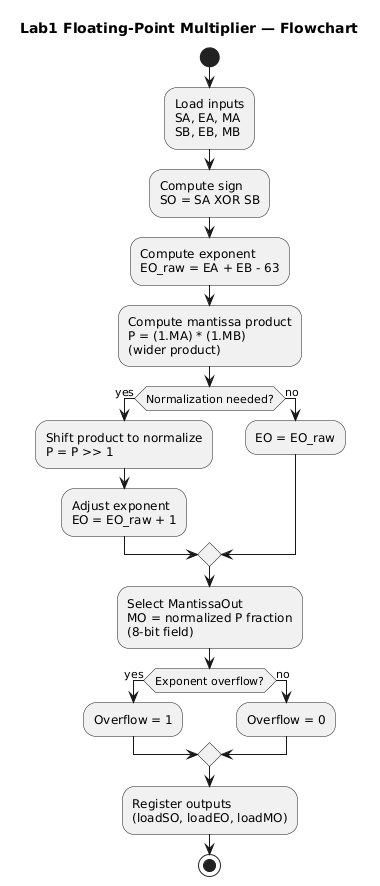 Lab1 Floating-Point Multiplier — Flowchart
Load inputs
SA, EA, MA
SB, EB, MB
Compute sign
SO = SA XOR SB
Compute exponent
EO_raw = EA + EB - 63
Compute mantissa product
P = (1.MA) * (1.MB)
(wider product)
Normalization needed?
yes
no
Shift product to normalize
P = P >> 1
EO = EO_raw
Adjust exponent
EO = EO_raw + 1
Select MantissaOut
MO = normalized P fraction
(8-bit field)
Exponent overflow?
yes
no
Overflow = 1
Overflow = 0
Register outputs
(loadSO, loadEO, loadMO)